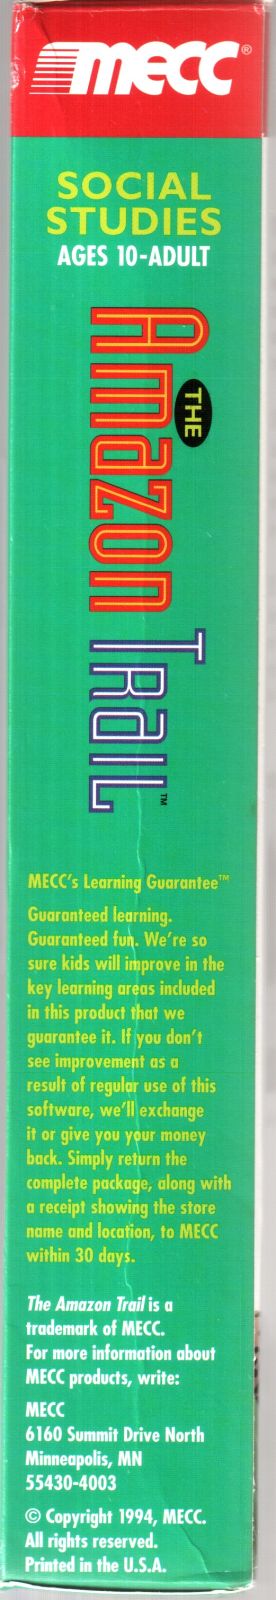 mecc®
SOCIAL
STUDIES
AGES 10-ADULT
THE
Amazon Trail™
MECC's Learning Guarantee™
Guaranteed learning.
Guaranteed fun. We're so
sure kids will improve in the
key learning areas included
in this product that we
guarantee it. If you don't
see improvement as a
result of regular use of this
software, we'll exchange
it or give you your money
back. Simply return the
complete package, along with
a receipt showing the store
name and location, to MECC
within 30 days.
The Amazon Trail is a
trademark of MECC.
For more information about
MECC products, write:
MECC
6160 Summit Drive North
Minneapolis, MN
55430-4003
© Copyright 1994, MECC.
All rights reserved.
Printed in the U.S.A.